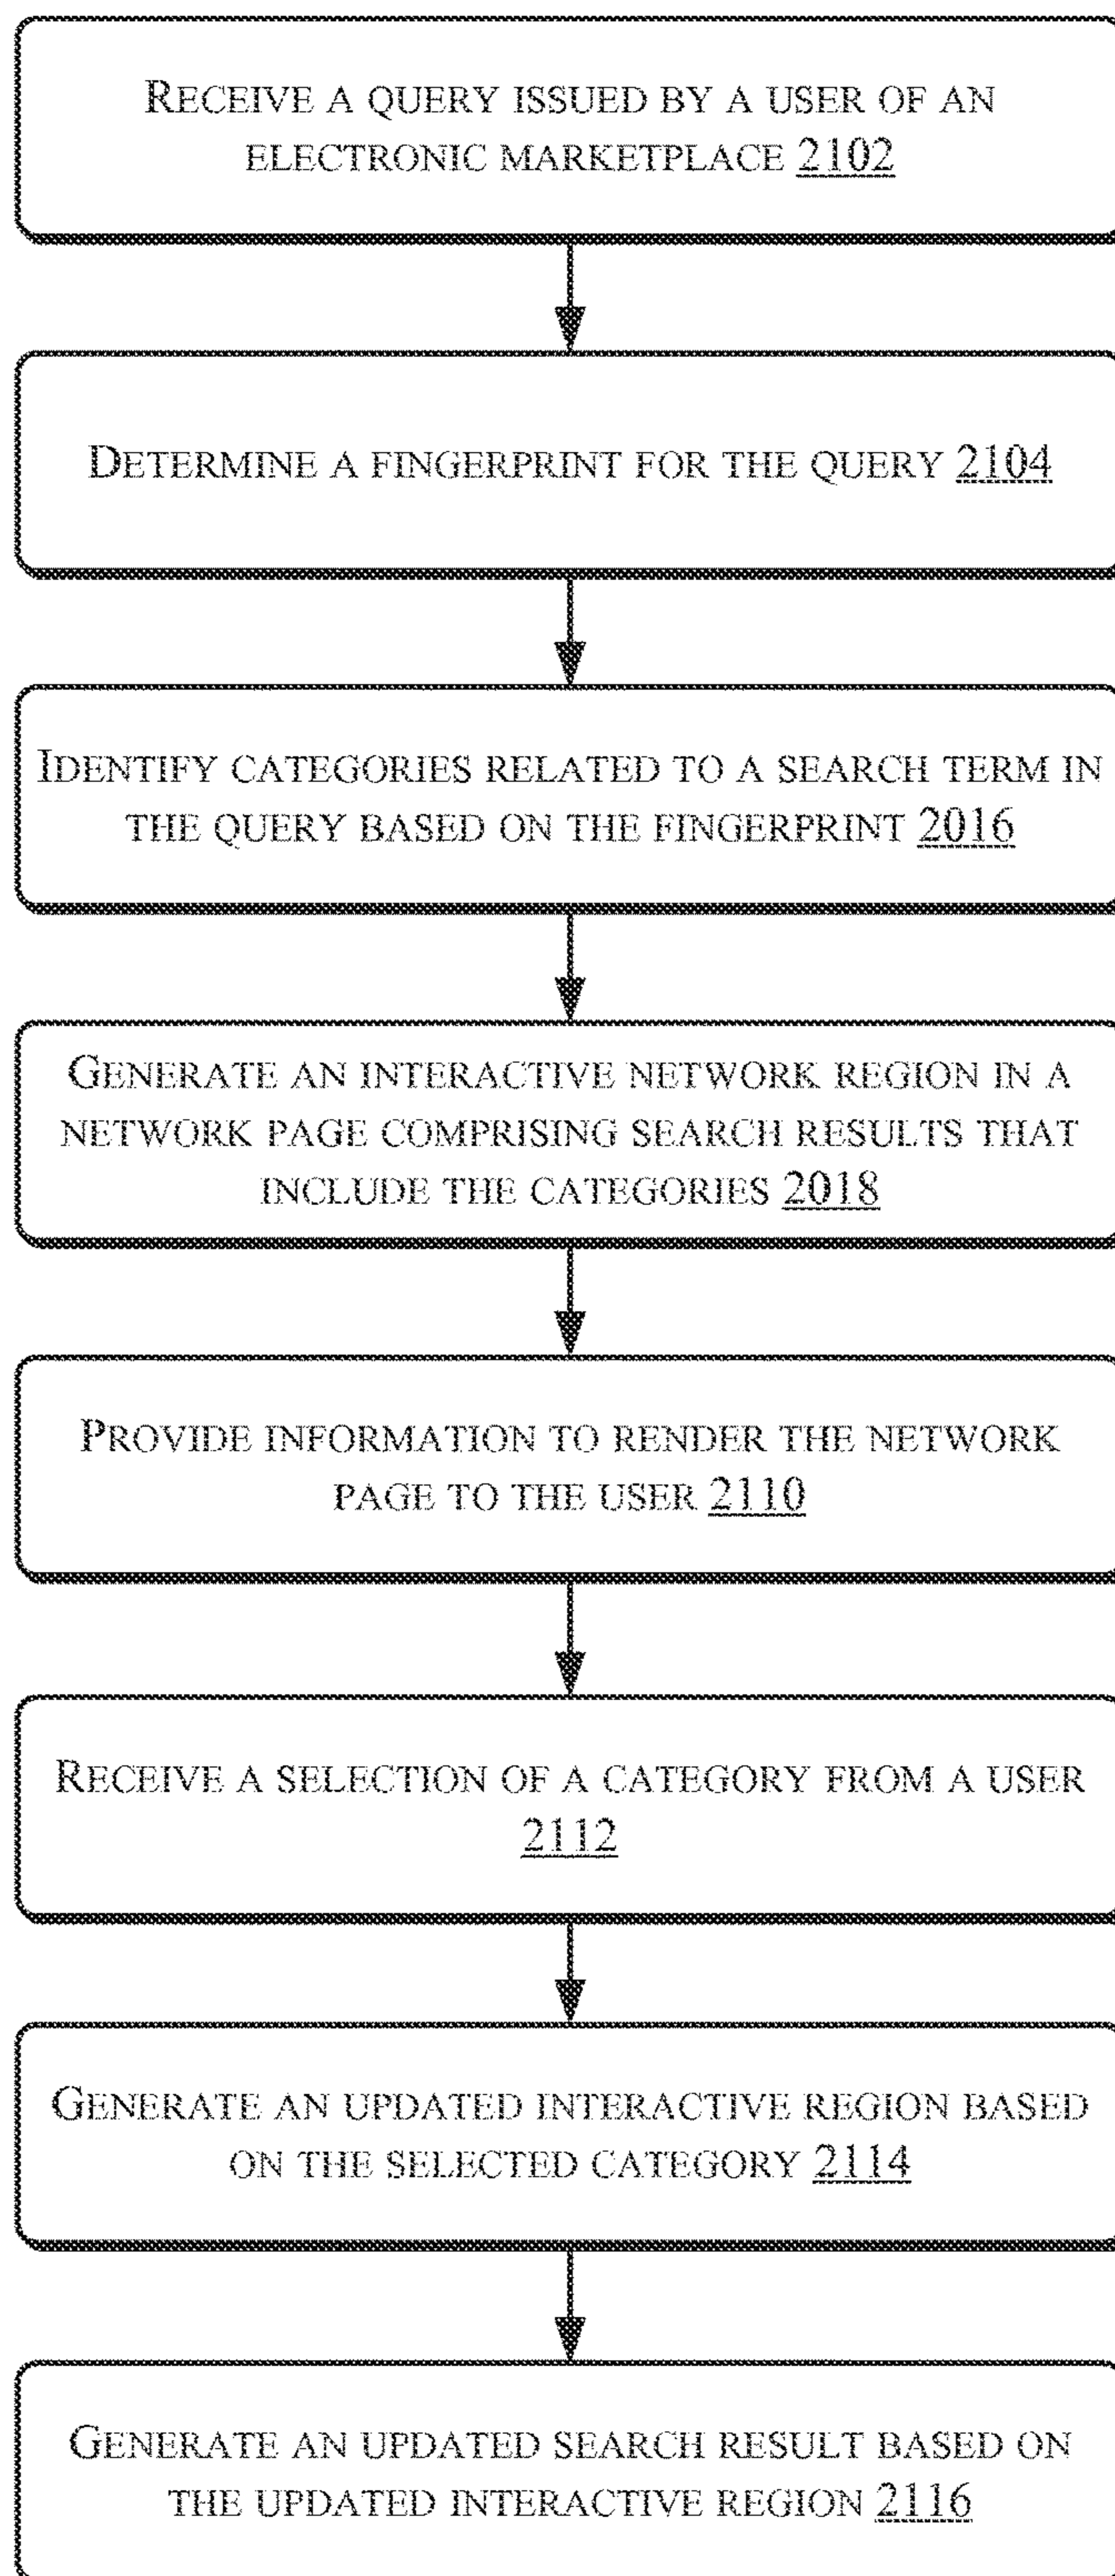 RECEIVE A QUERY ISSUED BY A USER OF AN
ELECTRONIC MARKETPLACE 2102
DETERMINE A FINGERPRINT FOR THE QUERY 2104
IDENTIFY CATEGORIES RELATED TO A SEARCH TERM IN
THE QUERY BASED ON THE FINGERPRINT 2016
GENERATE AN INTERACTIVE NETWORK REGION IN A
NETWORK PAGE COMPRISING SEARCH RESULTS THAT
INCLUDE THE CATEGORIES 2018
PROVIDE INFORMATION TO RENDER THE NETWORK
PAGE TO THE USER 2110
RECEIVE A SELECTION OF A CATEGORY FROM A USER
2112
GENERATE AN UPDATED INTERACTIVE REGION BASED
ON THE SELECTED CATEGORY 2114
GENERATE AN UPDATED SEARCH RESULT BASED ON
THE UPDATED INTERACTIVE REGION 2116